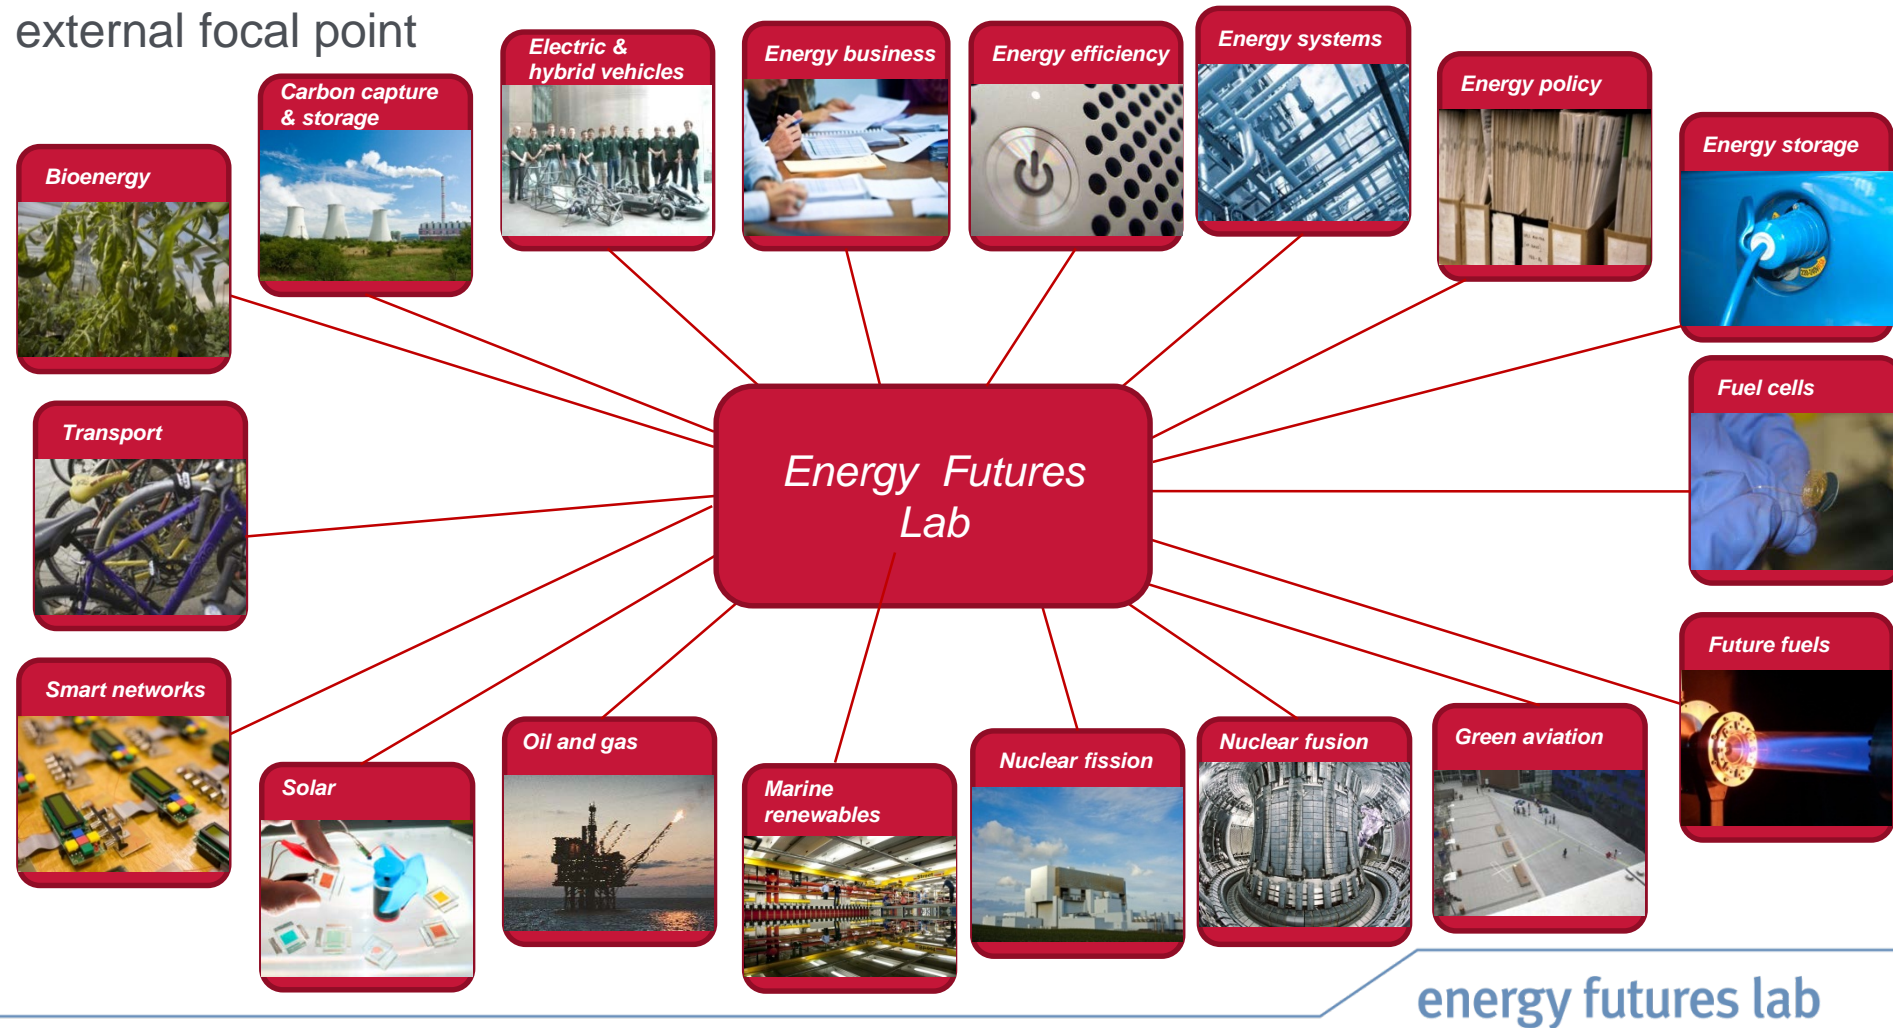 external focal point
Electric &
hybrid vehicles
Energy business
Energy efficiency
Energy systems
Energy policy
Carbon capture
& storage
Bioenergy
Energy storage
Fuel cells
Transport
Energy Futures
Lab
Future fuels
Smart networks
Solar
Oil and gas
Marine
renewables
Nuclear fission
Nuclear fusion
Green aviation
energy futures lab